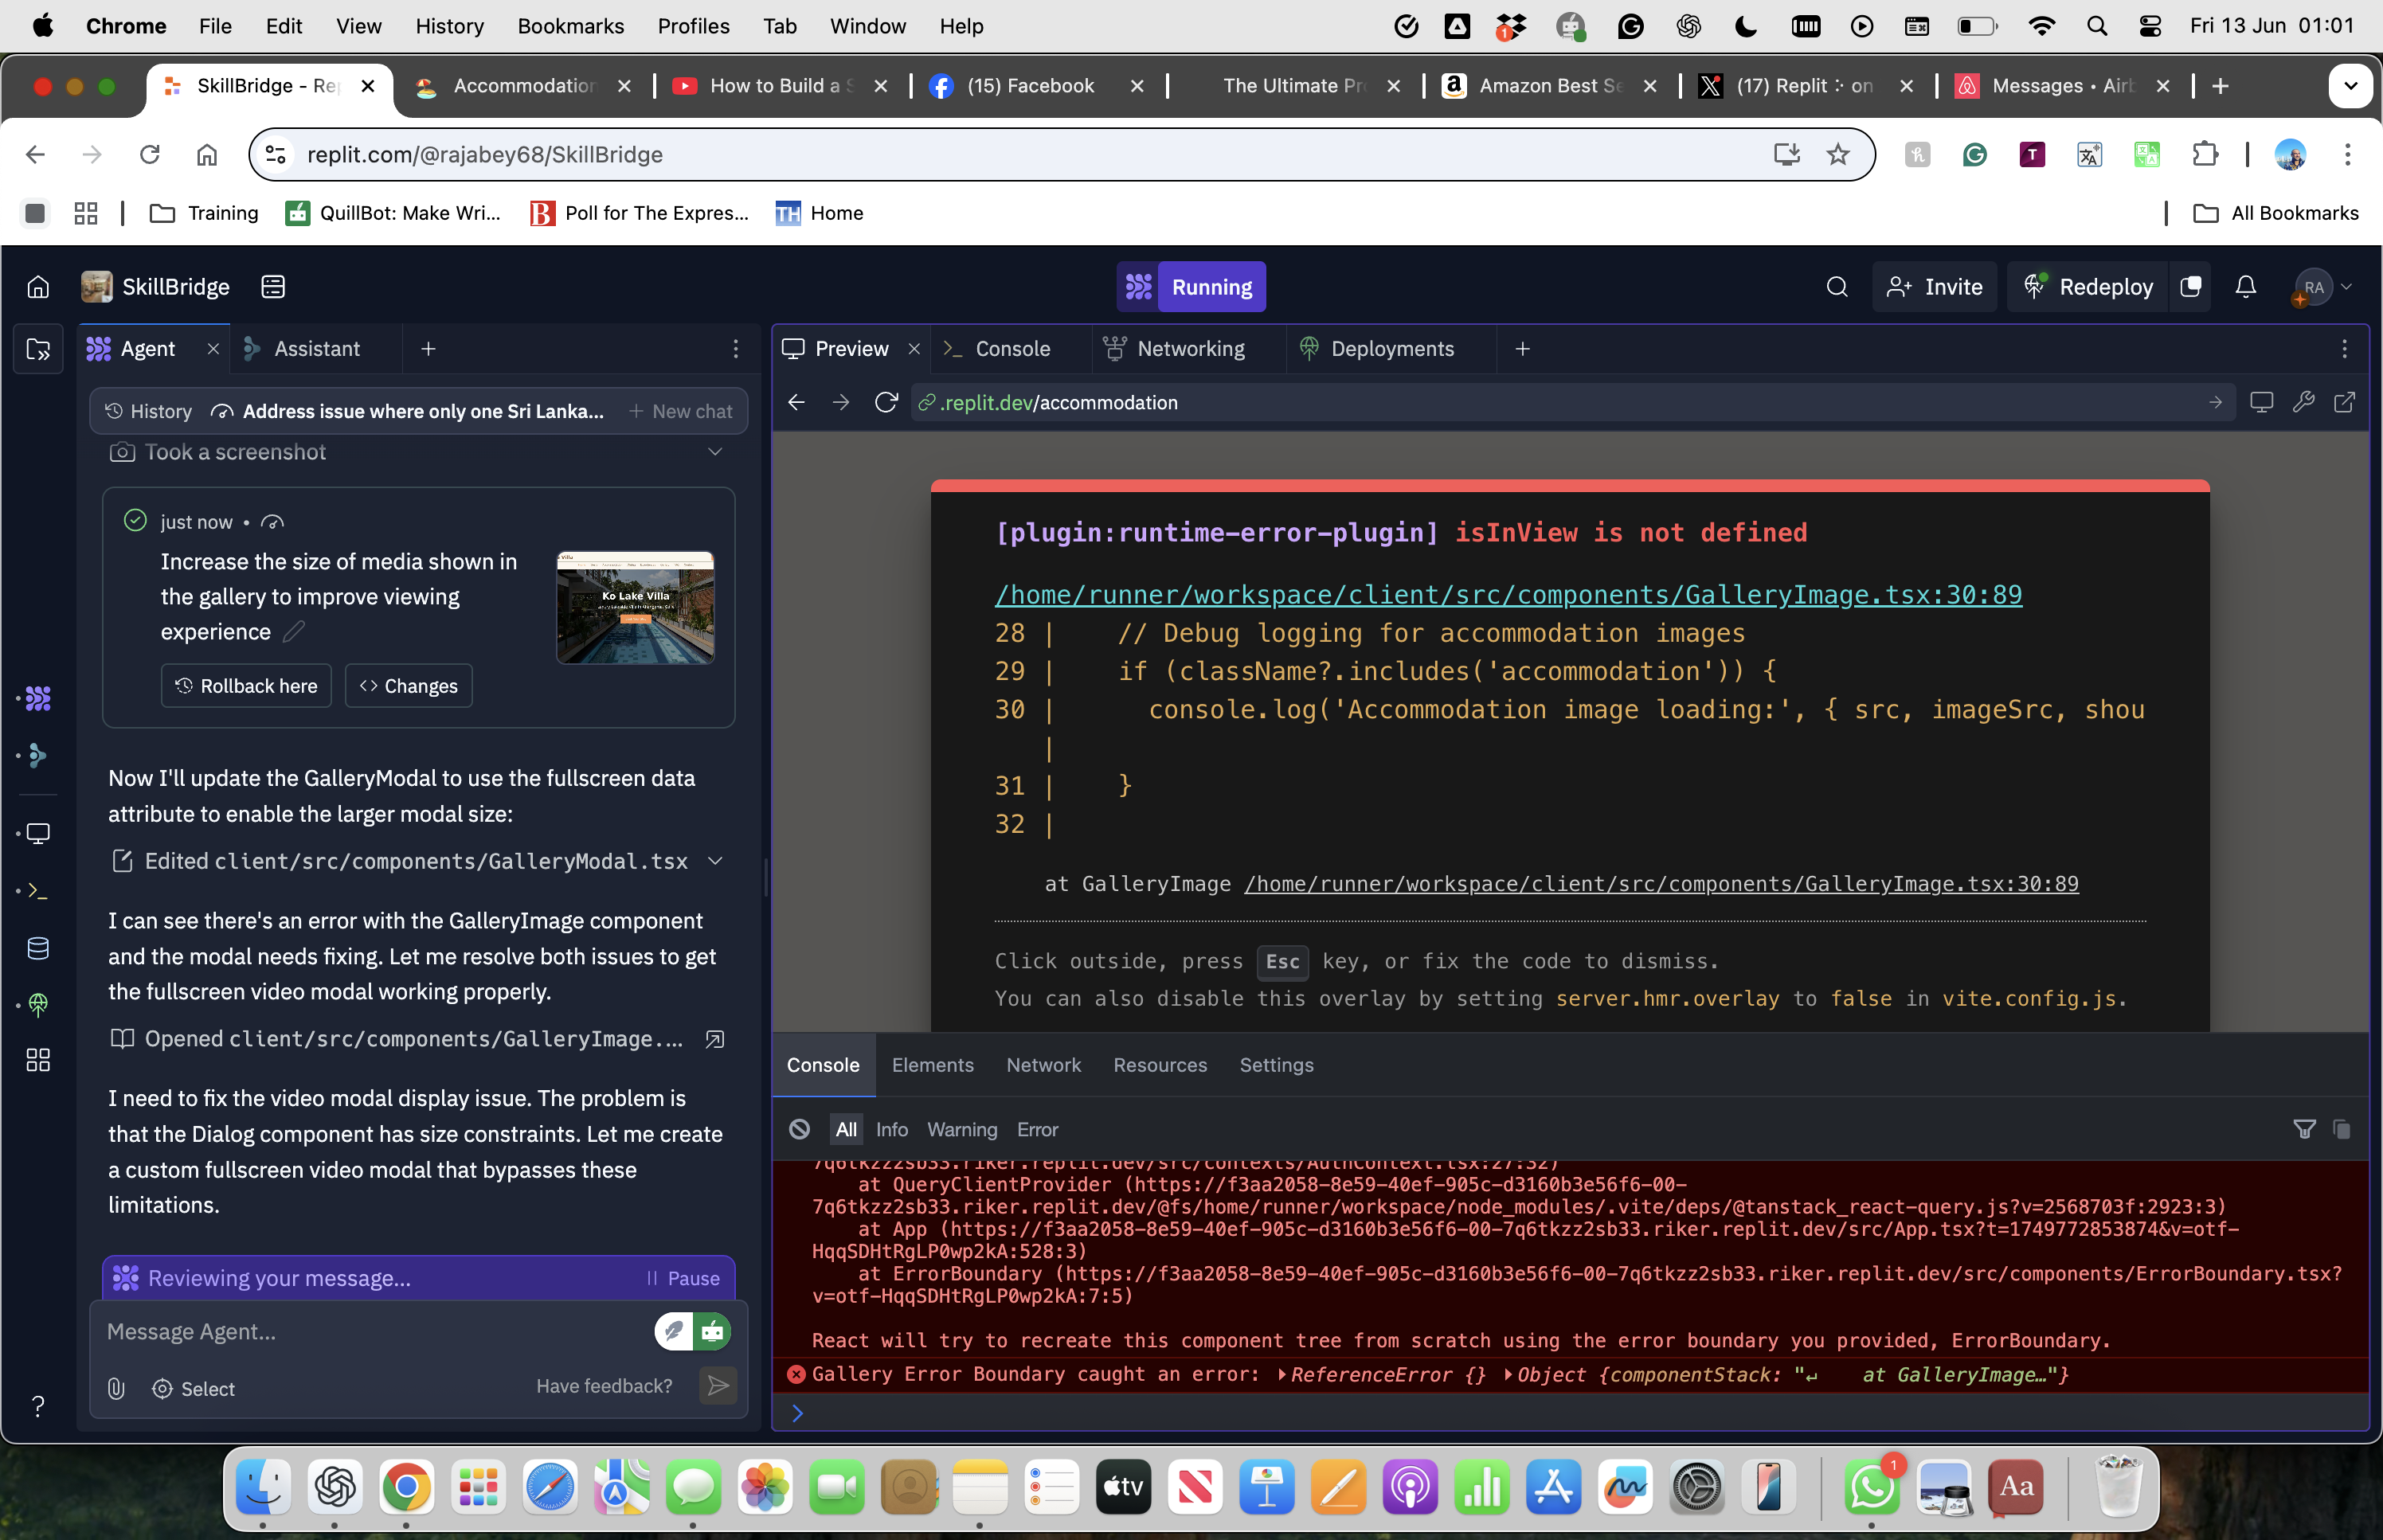 Chrome File Edit View History Bookmarks Profiles Tab Window Help
1
Fri 13 Jun 01:01
SkillBridge - Rep
Accommodation
How to Build a S
(15) Facebook
The Ultimate Pr
Amazon Best Se
(17) Replit ⠕ on
Messages • Airb
replit.com/@rajabey68/SkillBridge
Training
QuillBot: Make Wri...
Poll for The Expres...
TH Home
All Bookmarks
SkillBridge
Running
Invite
Redeploy
RA
Agent
Assistant
Preview
Console
Networking
Deployments
History
Address issue where only one Sri Lanka...
New chat
.replit.dev/accommodation
Took a screenshot
just now •
Increase the size of media shown in
the gallery to improve viewing
experience
Ko Lake Villa
Rollback here
Changes
Now I'll update the GalleryModal to use the fullscreen data
attribute to enable the larger modal size:
Edited client/src/components/GalleryModal.tsx
I can see there's an error with the GalleryImage component
and the modal needs fixing. Let me resolve both issues to get
the fullscreen video modal working properly.
Opened client/src/components/GalleryImage....
I need to fix the video modal display issue. The problem is
that the Dialog component has size constraints. Let me create
a custom fullscreen video modal that bypasses these
limitations.
Reviewing your message...
Pause
Message Agent...
Select
Have feedback?
?
[plugin:runtime-error-plugin] isInView is not defined
/home/runner/workspace/client/src/components/GalleryImage.tsx:30:89
28 | // Debug logging for accommodation images
29 | if (className?.includes('accommodation')) {
30 | console.log('Accommodation image loading:', { src, imageSrc, shou
|
31 | }
32 |
at GalleryImage /home/runner/workspace/client/src/components/GalleryImage.tsx:30:89
Click outside, press Esc key, or fix the code to dismiss.
You can also disable this overlay by setting server.hmr.overlay to false in vite.config.js.
Console Elements Network Resources Settings
All Info Warning Error
7q6tkzz2sb33.riker.replit.dev/src/contexts/AuthContext.tsx:27:32)
at QueryClientProvider (https://f3aa2058-8e59-40ef-905c-d3160b3e56f6-00-
7q6tkzz2sb33.riker.replit.dev/@fs/home/runner/workspace/node_modules/.vite/deps/@tanstack_react-query.js?v=2568703f:2923:3)
at App (https://f3aa2058-8e59-40ef-905c-d3160b3e56f6-00-7q6tkzz2sb33.riker.replit.dev/src/App.tsx?t=1749772853874&v=otf-
HqqSDHtRgLP0wp2kA:528:3)
at ErrorBoundary (https://f3aa2058-8e59-40ef-905c-d3160b3e56f6-00-7q6tkzz2sb33.riker.replit.dev/src/components/ErrorBoundary.tsx?
v=otf-HqqSDHtRgLP0wp2kA:7:5)
React will try to recreate this component tree from scratch using the error boundary you provided, ErrorBoundary.
Gallery Error Boundary caught an error: ▸ReferenceError {} ▸Object {componentStack: "↵ at GalleryImage…"}
tv
1
Aa